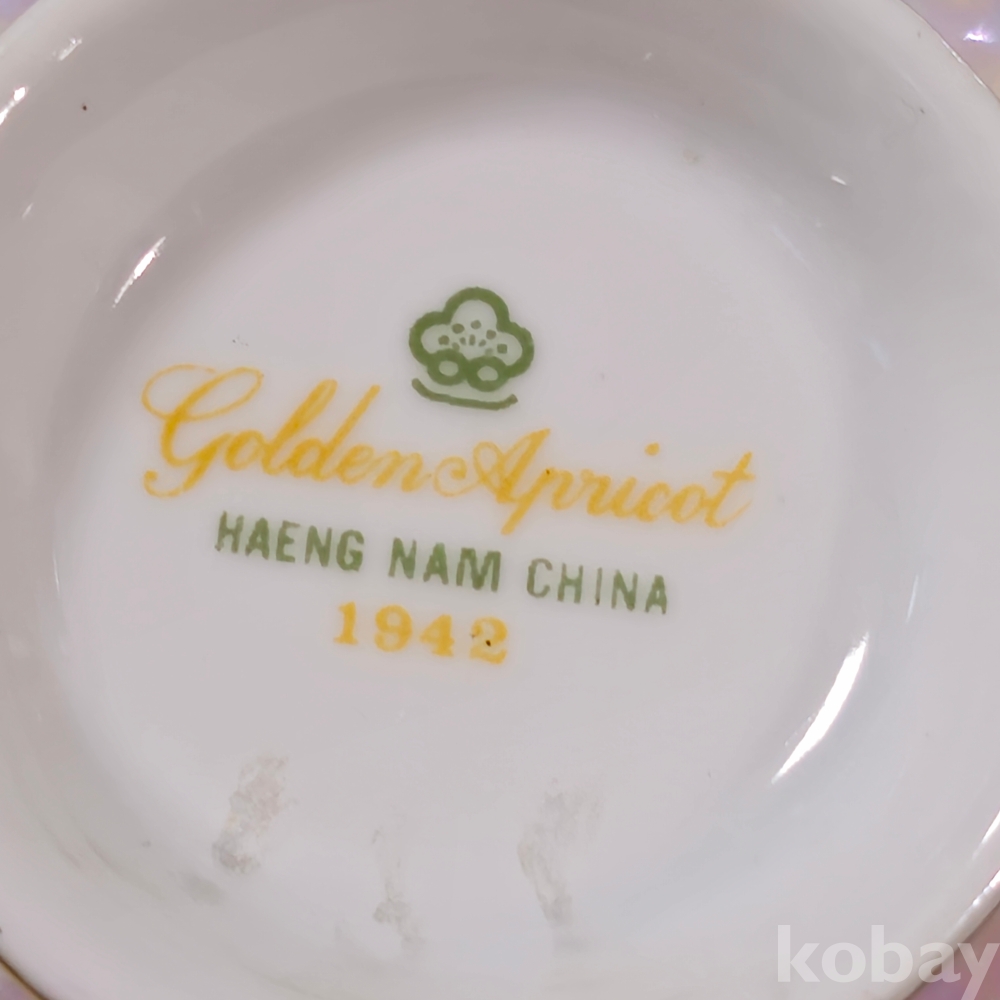 Golden Apricot
HAENG NAM CHINA
1942
kobay